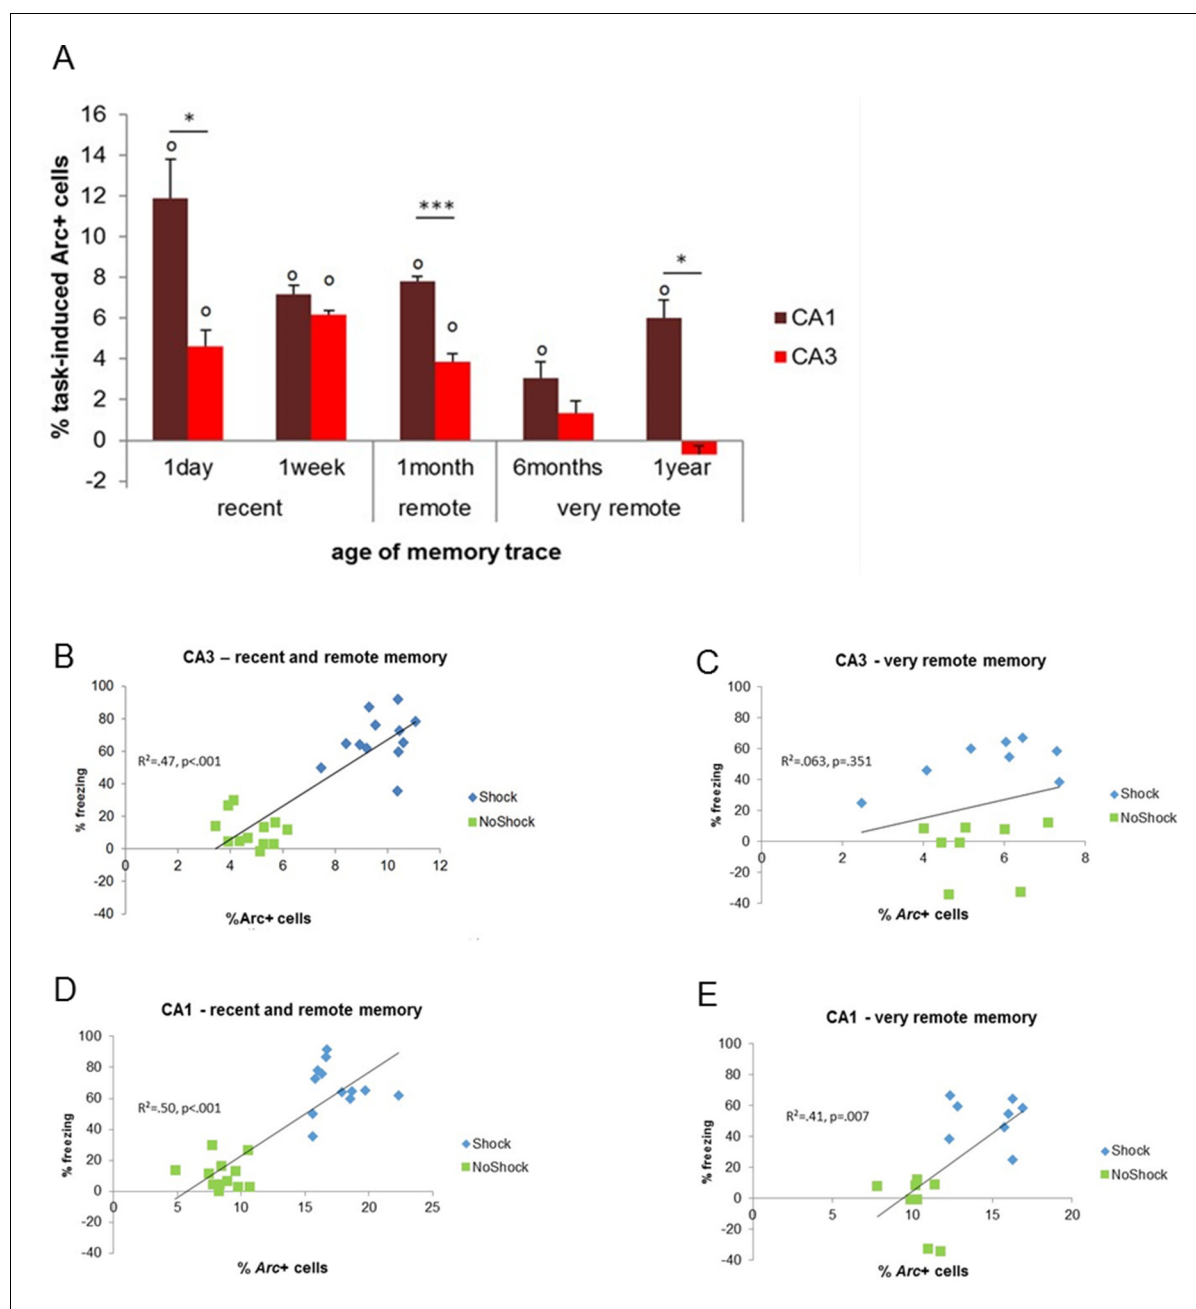 A
16
14
12
10
8
6
4
2
0
-2
% task-induced Arc+ cells
*
***
*
o
o
o
o
o
o
o
o
CA1
CA3
1day 1week 1month 6months 1year
recent remote very remote
age of memory trace
B
CA3 – recent and remote memory
100
80
60
40
20
0
-20
-40
% freezing
R²=.47, p<.001
0 2 4 6 8 10 12
%Arc+ cells
Shock
NoShock
C
CA3 - very remote memory
100
80
60
40
20
0
-20
-40
% freezing
R²=.063, p=.351
0 2 4 6 8
% Arc+ cells
Shock
NoShock
D
CA1 - recent and remote memory
100
80
60
40
20
0
-20
-40
% freezing
R²=.50, p<.001
0 5 10 15 20 25
% Arc+ cells
Shock
NoShock
E
CA1 - very remote memory
100
80
60
40
20
0
-20
-40
% freezing
R²=.41, p=.007
0 5 10 15 20
% Arc+ cells
Shock
NoShock